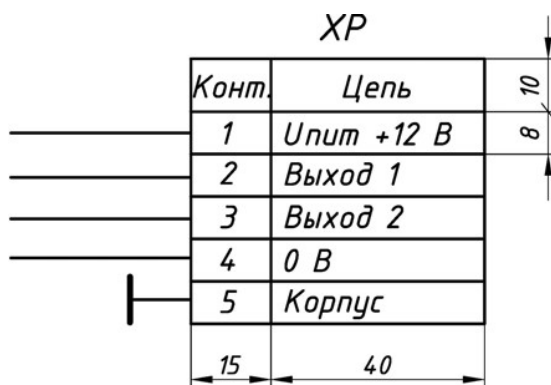 ХР
Конт. Цепь
1 Uпит +12 В
2 Выход 1
3 Выход 2
4 0 В
5 Корпус
10
8
15 40